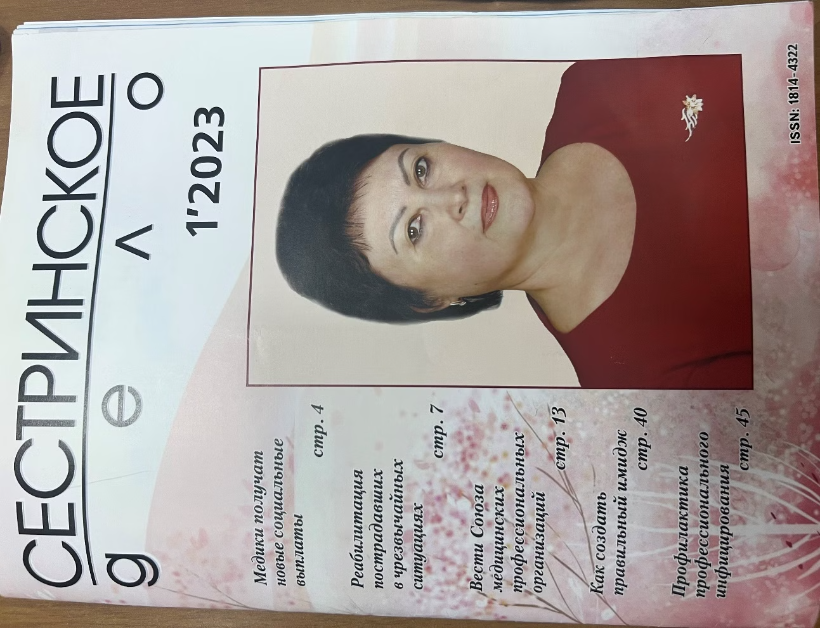 СЕСТРИНСКОЕ
дело
1'2023
Медики получат
новые социальные
выплаты
стр. 4
Реабилитация
пострадавших
в чрезвычайных
ситуациях
стр. 7
Вести Союза
медицинских
профессиональных
организаций
стр. 13
Как создать
правильный имидж
стр. 40
Профилактика
профессионального
инфицирования
стр. 45
ISSN: 1814-4322